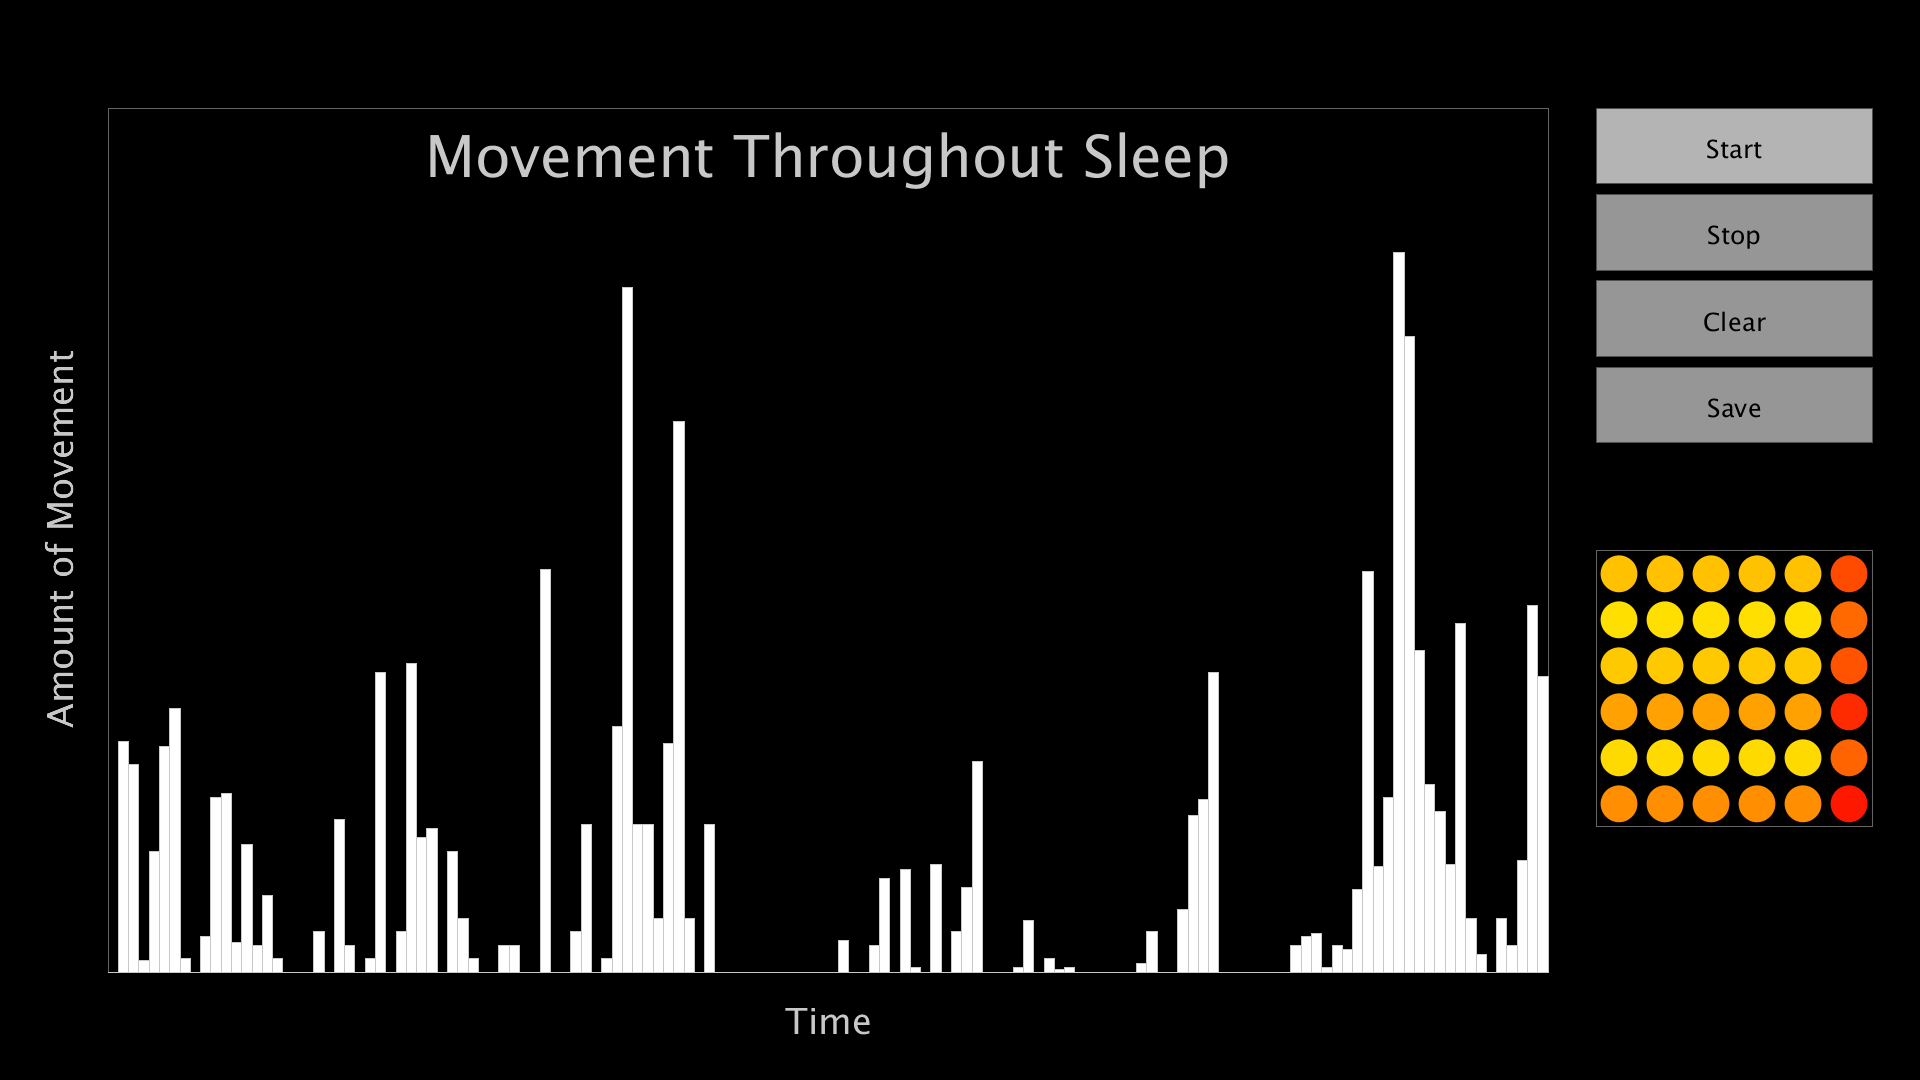 Movement Throughout Sleep
Amount of Movement
Time
Start
Stop
Clear
Save